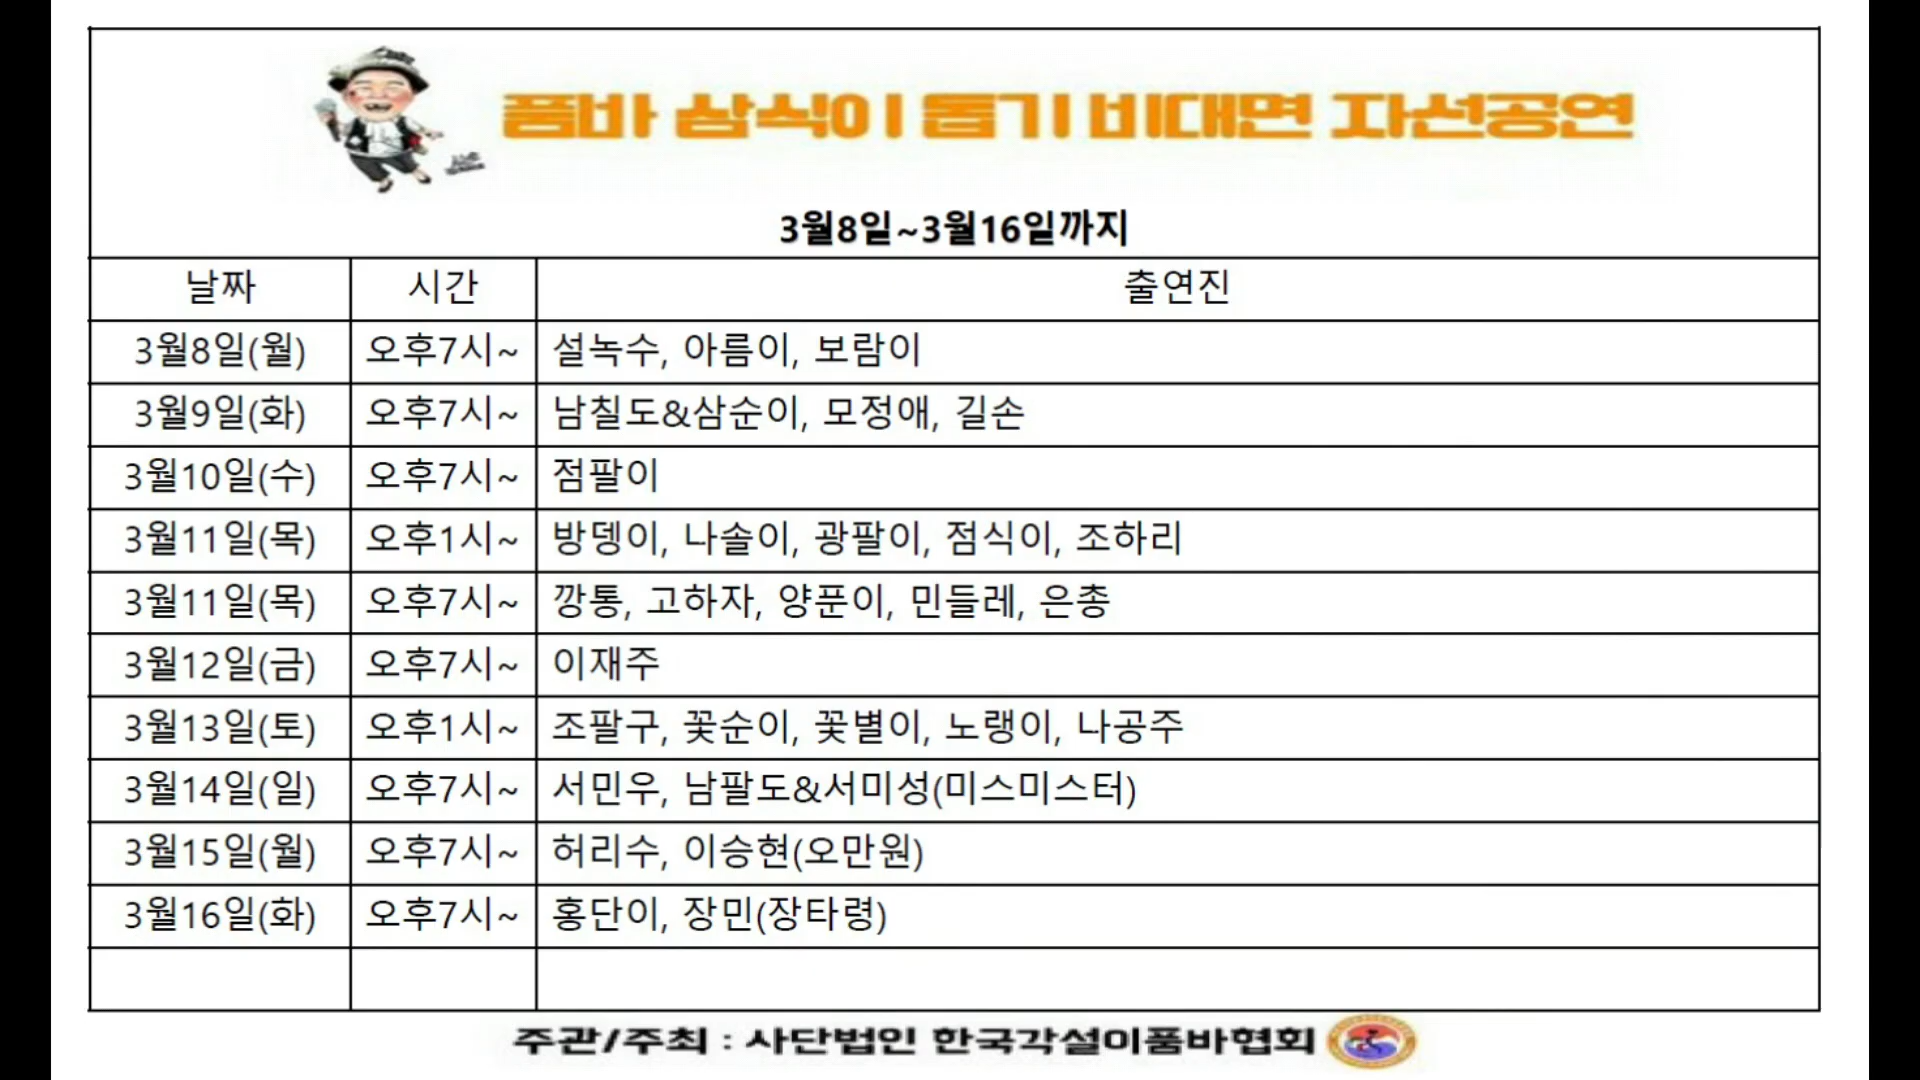 품바 삼식이 돕기 비대면 자선공연
3월8일~3월16일까지
날짜 시간 출연진
3월8일(월) 오후7시~ 설녹수, 아름이, 보람이
3월9일(화) 오후7시~ 남칠도&삼순이, 모정애, 길손
3월10일(수) 오후7시~ 점팔이
3월11일(목) 오후1시~ 방뎅이, 나솔이, 광팔이, 점식이, 조하리
3월11일(목) 오후7시~ 깡통, 고하자, 양푼이, 민들레, 은총
3월12일(금) 오후7시~ 이재주
3월13일(토) 오후1시~ 조팔구, 꽃순이, 꽃별이, 노랭이, 나공주
3월14일(일) 오후7시~ 서민우, 남팔도&서미성(미스미스터)
3월15일(월) 오후7시~ 허리수, 이승현(오만원)
3월16일(화) 오후7시~ 홍단이, 장민(장타령)
주관/주최 : 사단법인 한국각설이품바협회